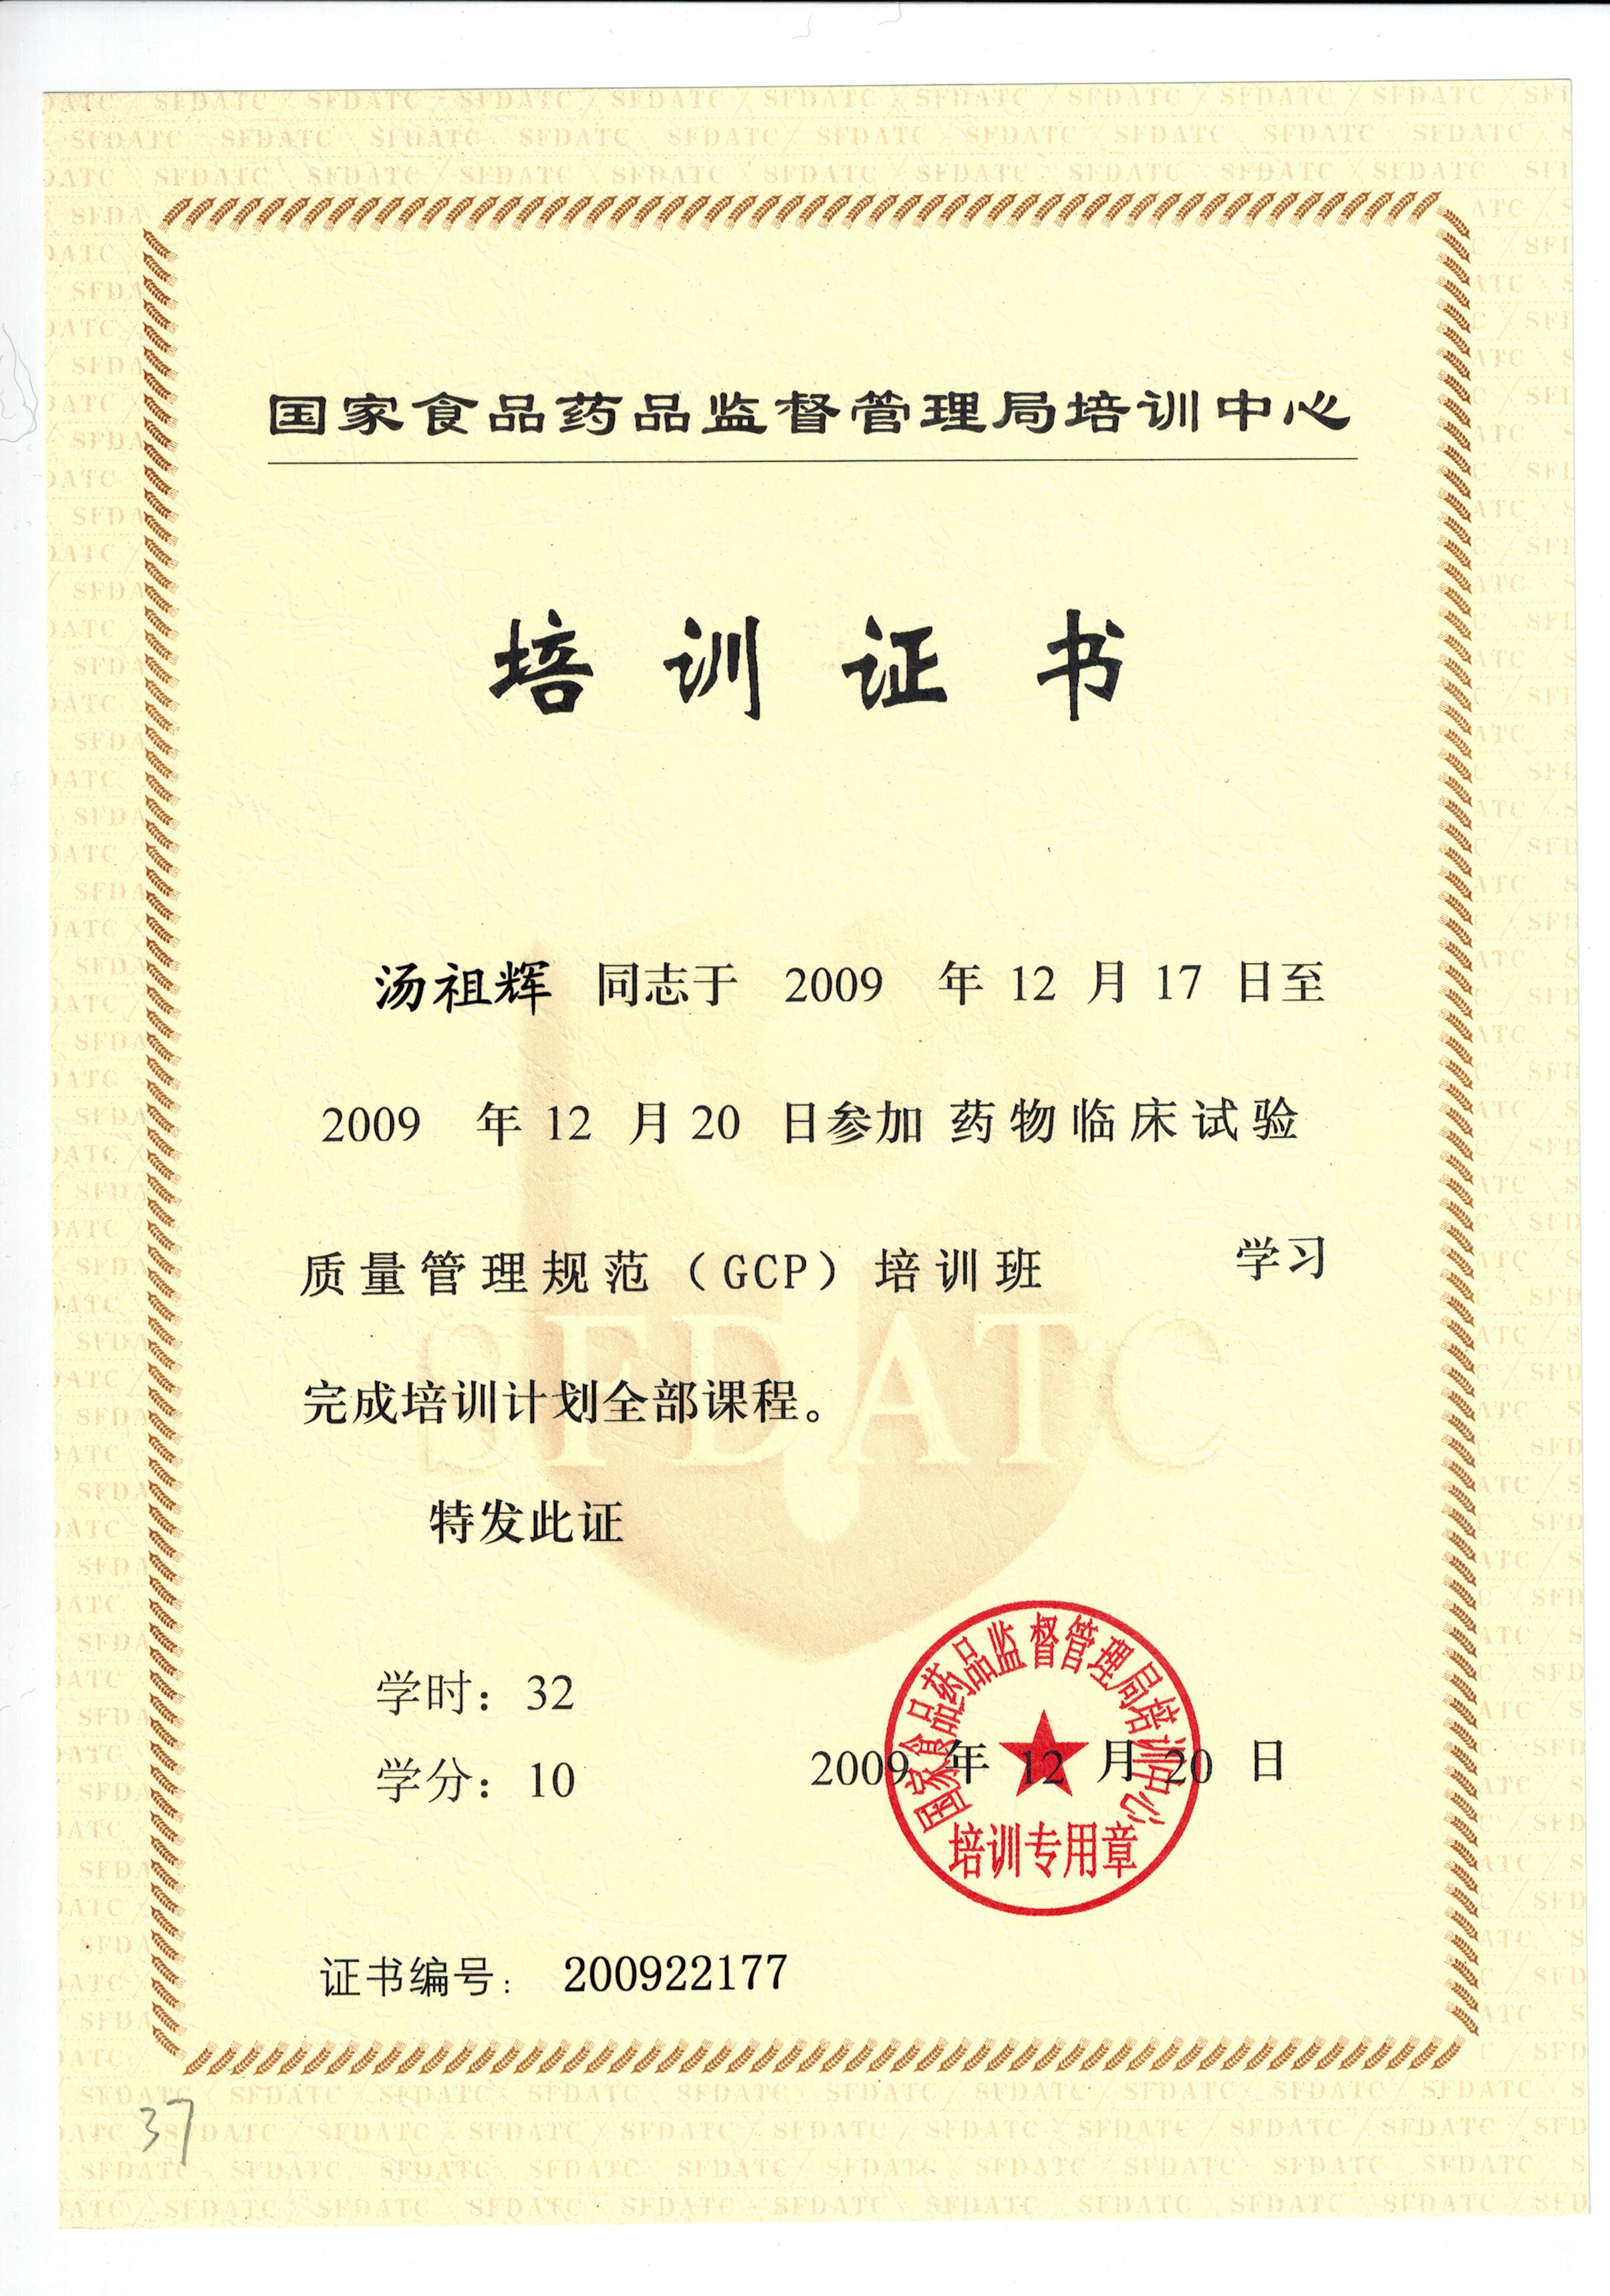 国家食品药品监督管理局培训中心
培训证书
汤祖辉 同志于 2009 年 12 月 17 日至
2009 年 12 月 20 日参加 药物临床试验
质量管理规范（GCP）培训班 学习
完成培训计划全部课程。
特发此证
SFDATC
学时：32
学分：10
2009 年 12 月 20 日
国家食品药品监督管理局培训中心
培训专用章
证书编号： 200922177
37